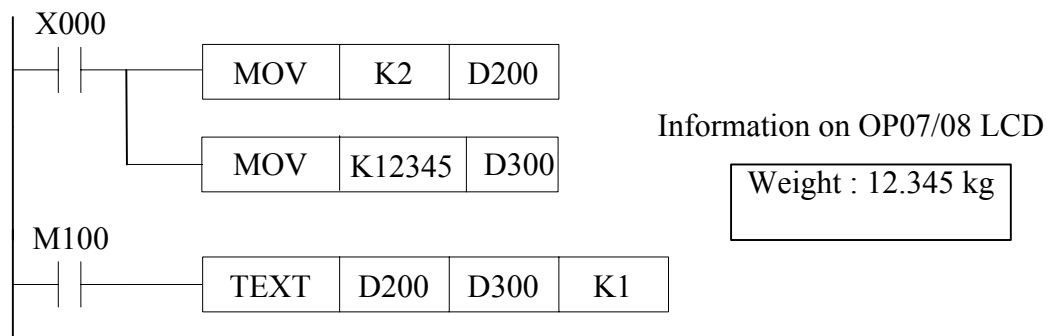 X000
MOV K2 D200
Information on OP07/08 LCD
MOV K12345 D300
Weight : 12.345 kg
M100
TEXT D200 D300 K1